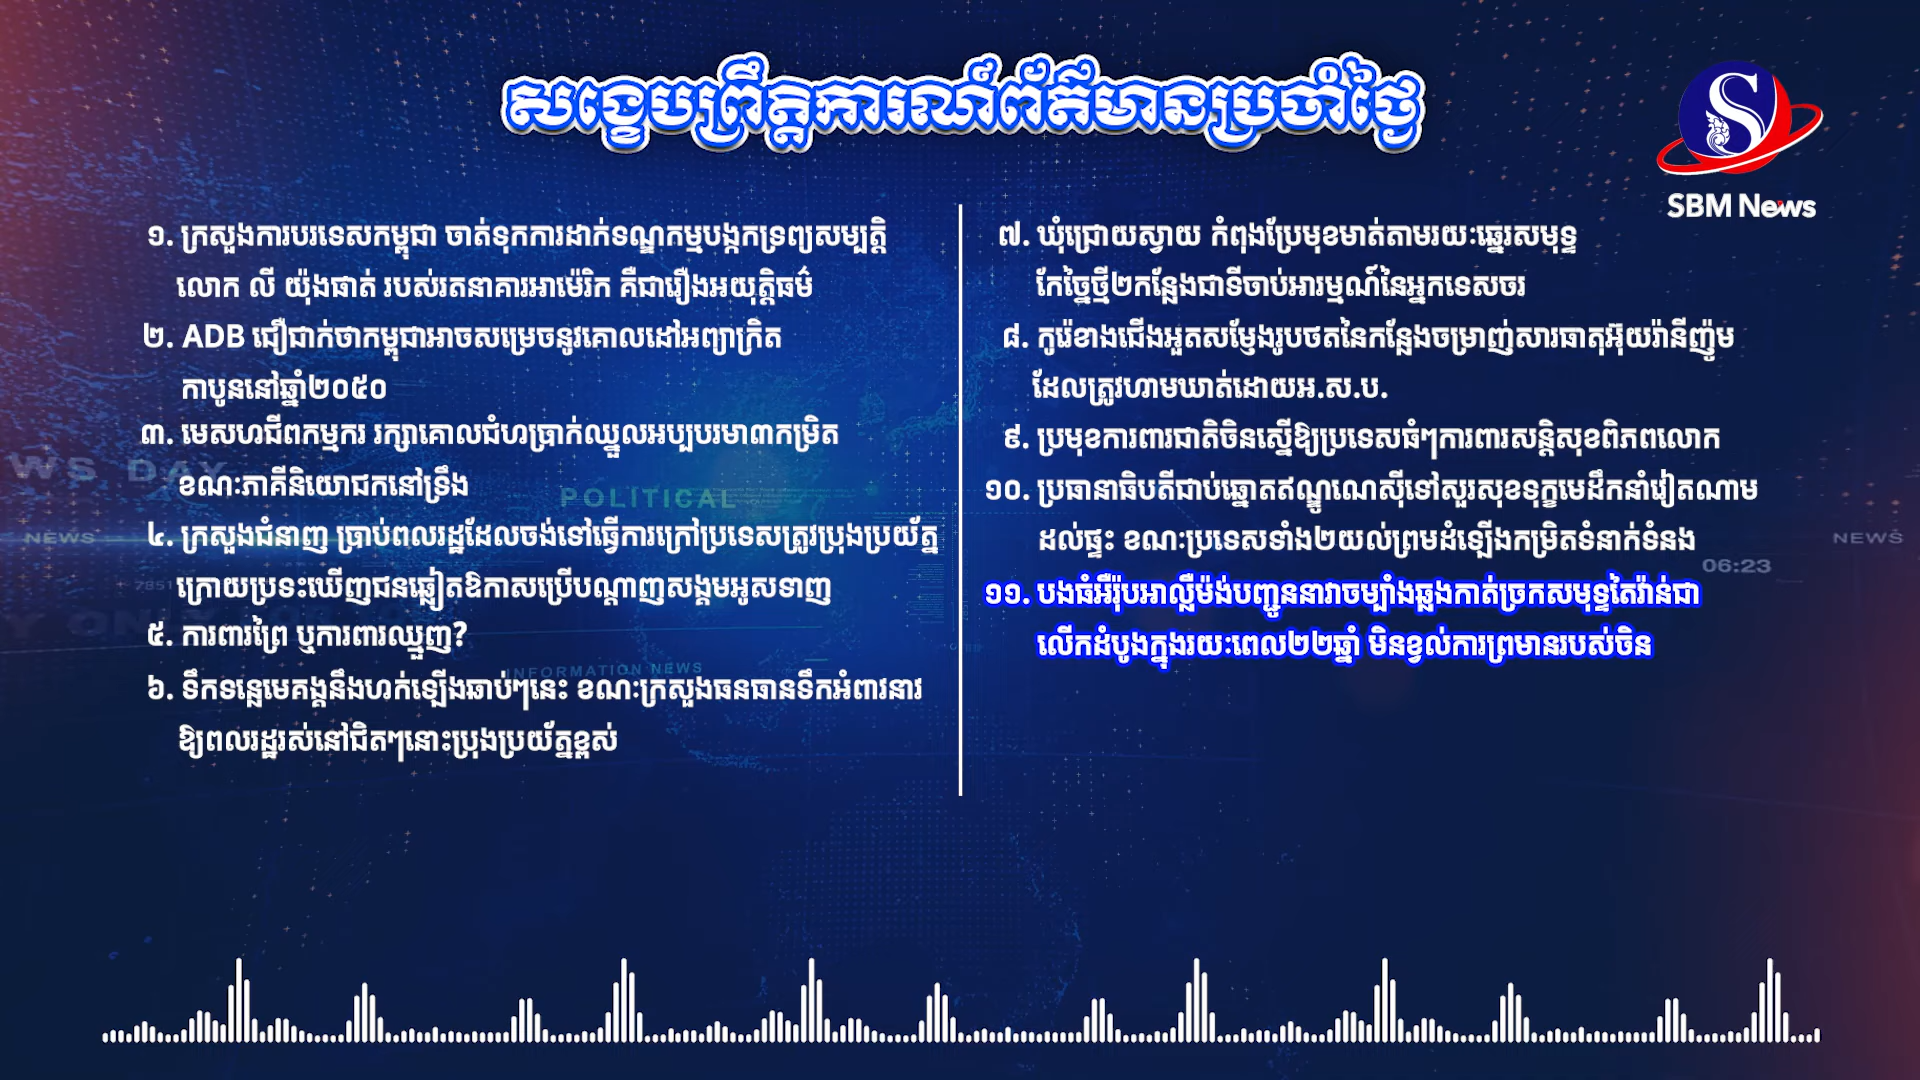 សង្ខេបព្រឹត្តិការណ៍ព័ត៌មានប្រចាំថ្ងៃ
SBM News
១. ក្រសួងការបរទេសកម្ពុជា ចាត់ទុកការដាក់ទណ្ឌកម្មបង្កកទ្រព្យសម្បត្តិ
លោក លី យ៉ុងផាត់ របស់រតនាគារអាម៉េរិក គឺជារឿងអយុត្តិធម៌
២. ADB ជឿជាក់ថាកម្ពុជាអាចសម្រេចនូវគោលដៅអព្យាក្រិត
កាបូននៅឆ្នាំ២០៥០
៣. មេសហជីពកម្មករ រក្សាគោលជំហប្រាក់ឈ្នួលអប្បបរមា៣កម្រិត
ខណៈភាគីនិយោជកនៅទ្រឹង
៤. ក្រសួងជំនាញ ប្រាប់ពលរដ្ឋដែលចង់ទៅធ្វើការក្រៅប្រទេសត្រូវប្រុងប្រយ័ត្ន
ក្រោយប្រទះឃើញជនឆ្លៀតឱកាសប្រើបណ្តាញសង្គមអូសទាញ
៥. ការពារព្រៃ ឬការពារឈ្មួញ?
៦. ទឹកទន្លេមេគង្គនឹងហក់ឡើងឆាប់ៗនេះ ខណៈក្រសួងធនធានទឹកអំពាវនាវ
ឱ្យពលរដ្ឋរស់នៅជិតៗនោះប្រុងប្រយ័ត្នខ្ពស់
៧. ឃុំជ្រោយស្វាយ កំពុងប្រែមុខមាត់តាមរយៈឆ្នេរសមុទ្ទ
កែច្នៃថ្មី២កន្លែងជាទីចាប់អារម្មណ៍នៃអ្នកទេសចរ
៨. កូរ៉េខាងជើងអួតសម្ញែងរូបថតនៃកន្លែងចម្រាញ់សារធាតុអ៊ុយរ៉ានីញ៉ូម
ដែលត្រូវហាមឃាត់ដោយអ.ស.ប.
៩. ប្រមុខការពារជាតិចិនស្នើឱ្យប្រទេសធំៗការពារសន្តិសុខពិភពលោក
១០. ប្រធានាធិបតីជាប់ឆ្នោតឥណ្ឌូណេស៊ីទៅសួរសុខទុក្ខមេដឹកនាំវៀតណាម
ដល់ផ្ទះ ខណៈប្រទេសទាំង២យល់ព្រមដំឡើងកម្រិតទំនាក់ទំនង
១១. បងធំអឺរ៉ុបអាល្លឺម៉ង់បញ្ជូននាវាចម្បាំងឆ្លងកាត់ច្រកសមុទ្ទតៃវ៉ាន់ជា
លើកដំបូងក្នុងរយៈពេល២២ឆ្នាំ មិនខ្វល់ការព្រមានរបស់ចិន
WS DAY
POLITICAL
NEWS
INFORMATION NEWS
NEWS
06:23